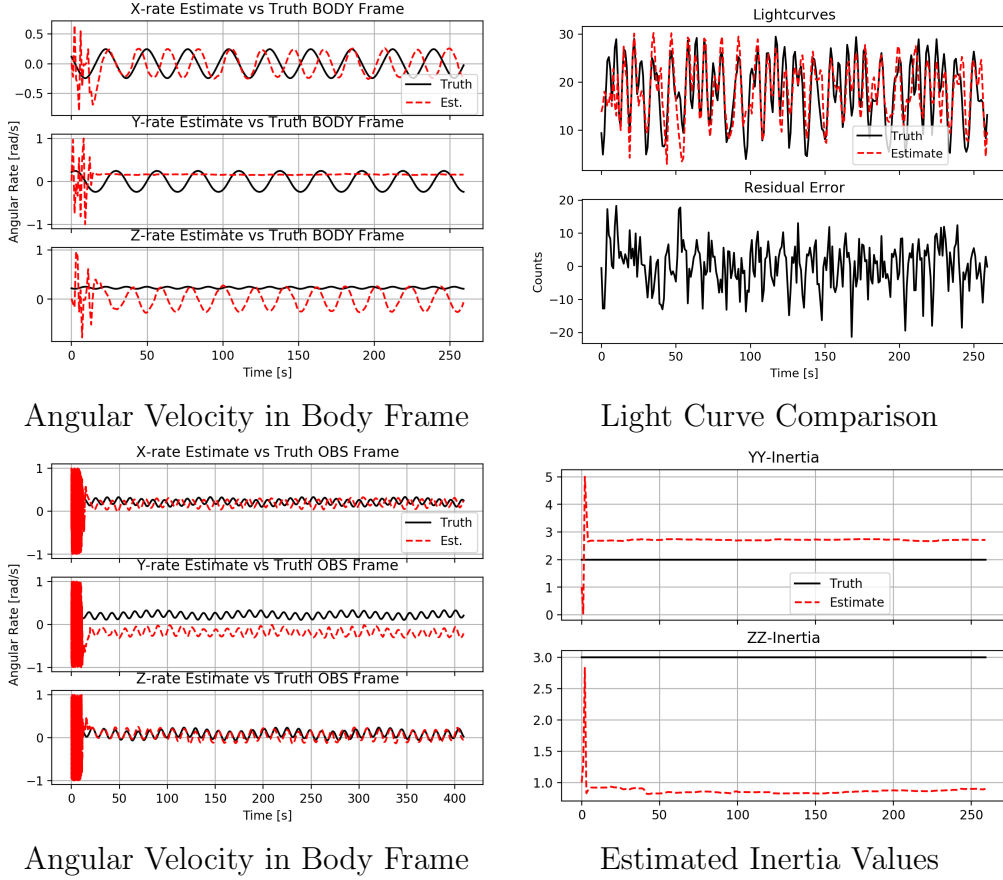 X-rate Estimate vs Truth BODY Frame
0.5
0.0
−0.5
Truth
Est.
Y-rate Estimate vs Truth BODY Frame
1
0
−1
Angular Rate [rad/s]
Z-rate Estimate vs Truth BODY Frame
1
0
0 50 100 150 200 250
Time [s]
Angular Velocity in Body Frame
Lightcurves
30
20
10
Truth
Estimate
Residual Error
20
10
0
−10
−20
Counts
0 50 100 150 200 250
Time [s]
Light Curve Comparison
X-rate Estimate vs Truth OBS Frame
1
0
−1
Truth
Est.
Y-rate Estimate vs Truth OBS Frame
1
0
−1
Angular Rate [rad/s]
Z-rate Estimate vs Truth OBS Frame
1
0
−1
0 50 100 150 200 250 300 350 400
Time [s]
Angular Velocity in Body Frame
YY-Inertia
5
4
3
2
1
0
Truth
Estimate
ZZ-Inertia
3.0
2.5
2.0
1.5
1.0
0 50 100 150 200 250
Estimated Inertia Values